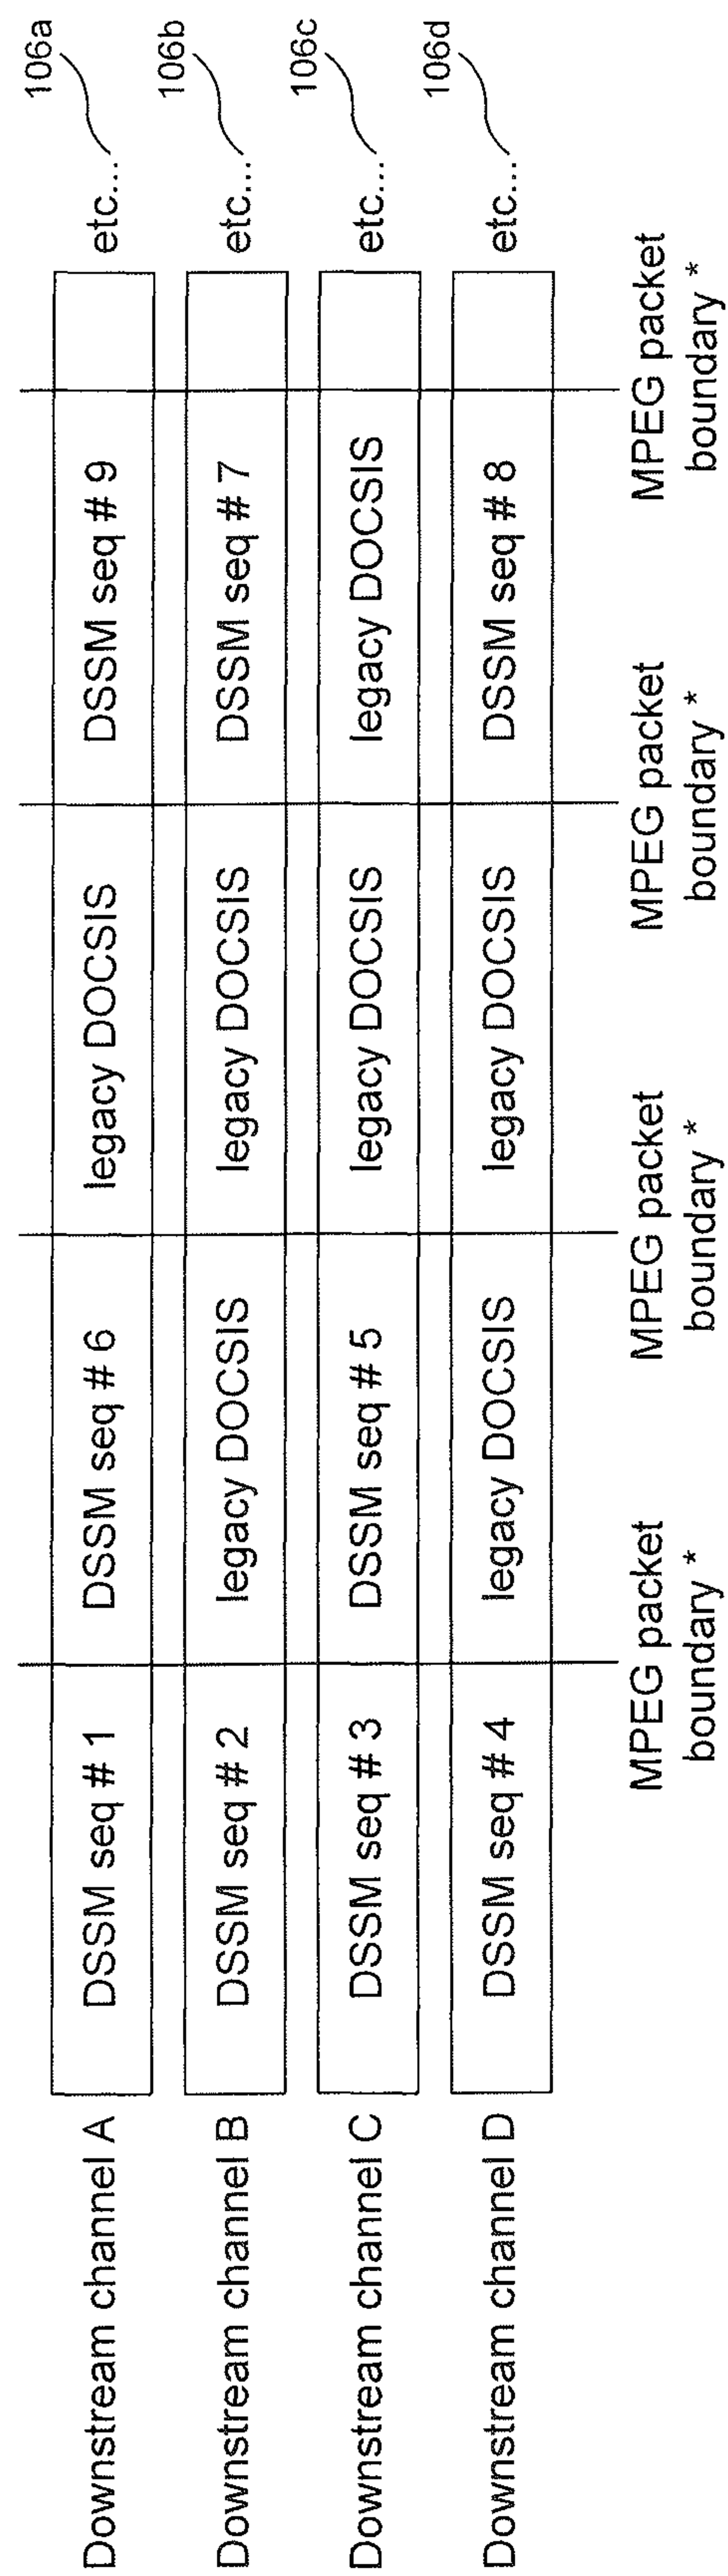 Downstream channel A
DSSM seq # 1
DSSM seq # 6
legacy DOCSIS
DSSM seq # 9
etc...
106a
Downstream channel B
DSSM seq # 2
legacy DOCSIS
legacy DOCSIS
DSSM seq # 7
etc...
106b
Downstream channel C
DSSM seq # 3
DSSM seq # 5
legacy DOCSIS
legacy DOCSIS
etc...
106c
Downstream channel D
DSSM seq # 4
legacy DOCSIS
legacy DOCSIS
DSSM seq # 8
etc...
106d
MPEG packet
boundary *
MPEG packet
boundary *
MPEG packet
boundary *
MPEG packet
boundary *